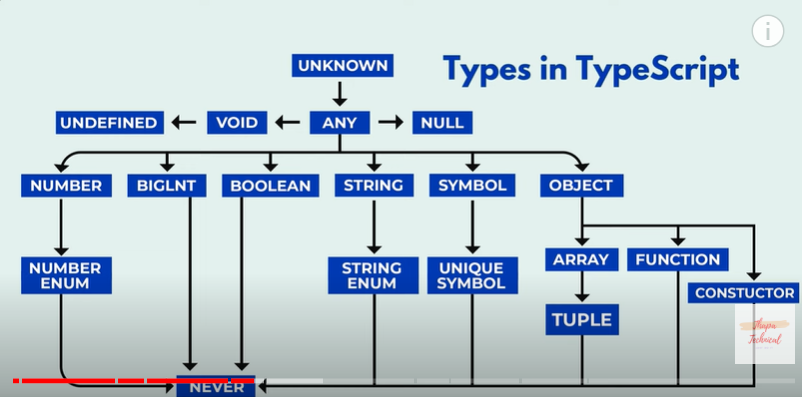 Types in TypeScript
UNKNOWN
UNDEFINED
VOID
ANY
NULL
NUMBER
BIGLNT
BOOLEAN
STRING
SYMBOL
OBJECT
NUMBER
ENUM
STRING
ENUM
UNIQUE
SYMBOL
ARRAY
FUNCTION
CONSTUCTOR
TUPLE
Thapa
Technical
NEVER